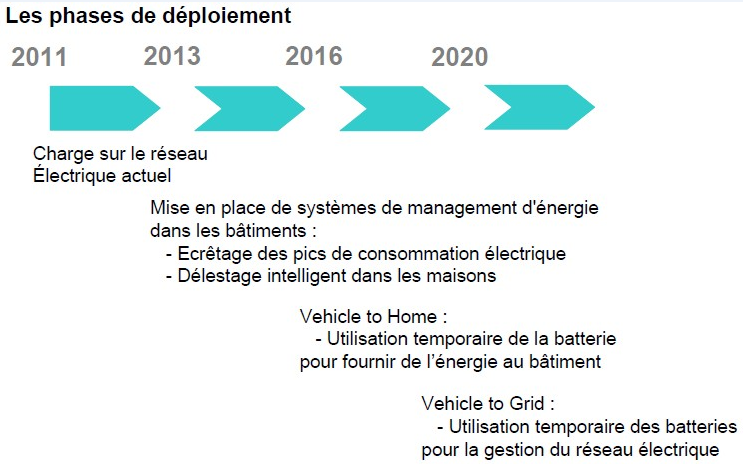 Les phases de déploiement
2011 2013 2016 2020
Charge sur le réseau
Électrique actuel
Mise en place de systèmes de management d'énergie
dans les bâtiments :
- Ecrêtage des pics de consommation électrique
- Délestage intelligent dans les maisons
Vehicle to Home :
- Utilisation temporaire de la batterie
pour fournir de l’énergie au bâtiment
Vehicle to Grid :
- Utilisation temporaire des batteries
pour la gestion du réseau électrique